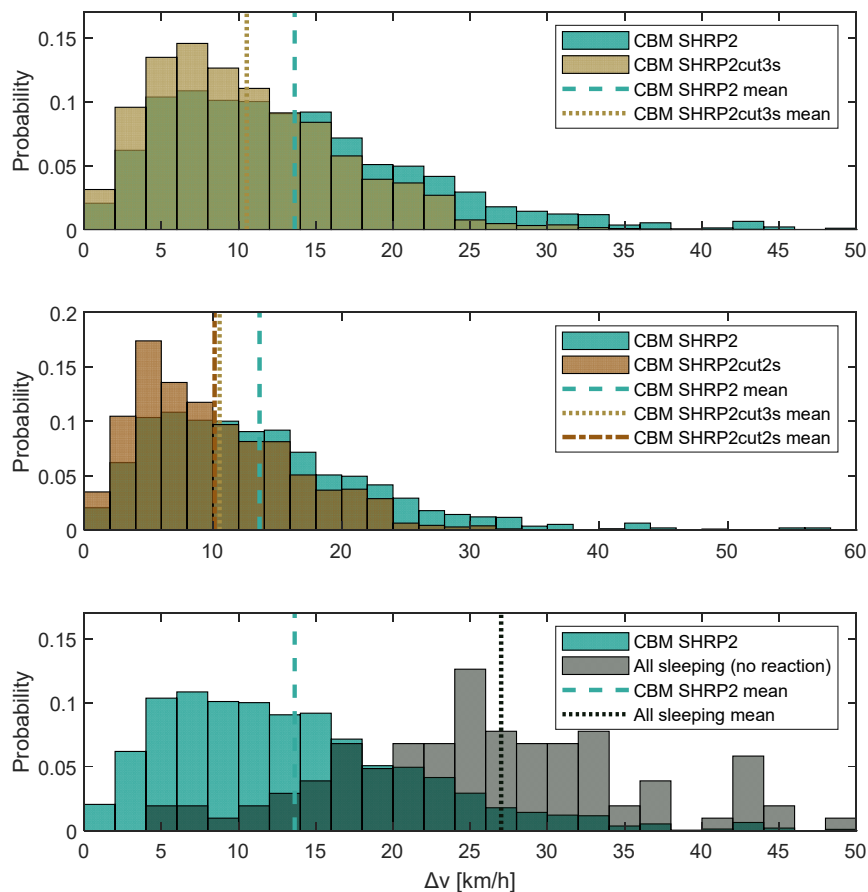 0.15
0.1
0.05
0
Probability
0 5 10 15 20 25 30 35 40 45 50
CBM SHRP2
CBM SHRP2cut3s
CBM SHRP2 mean
CBM SHRP2cut3s mean
0.2
0.15
0.1
0.05
0
Probability
0 10 20 30 40 50 60
CBM SHRP2
CBM SHRP2cut2s
CBM SHRP2 mean
CBM SHRP2cut3s mean
CBM SHRP2cut2s mean
0.15
0.1
0.05
0
Probability
0 5 10 15 20 25 30 35 40 45 50
CBM SHRP2
All sleeping (no reaction)
CBM SHRP2 mean
All sleeping mean
Δv [km/h]